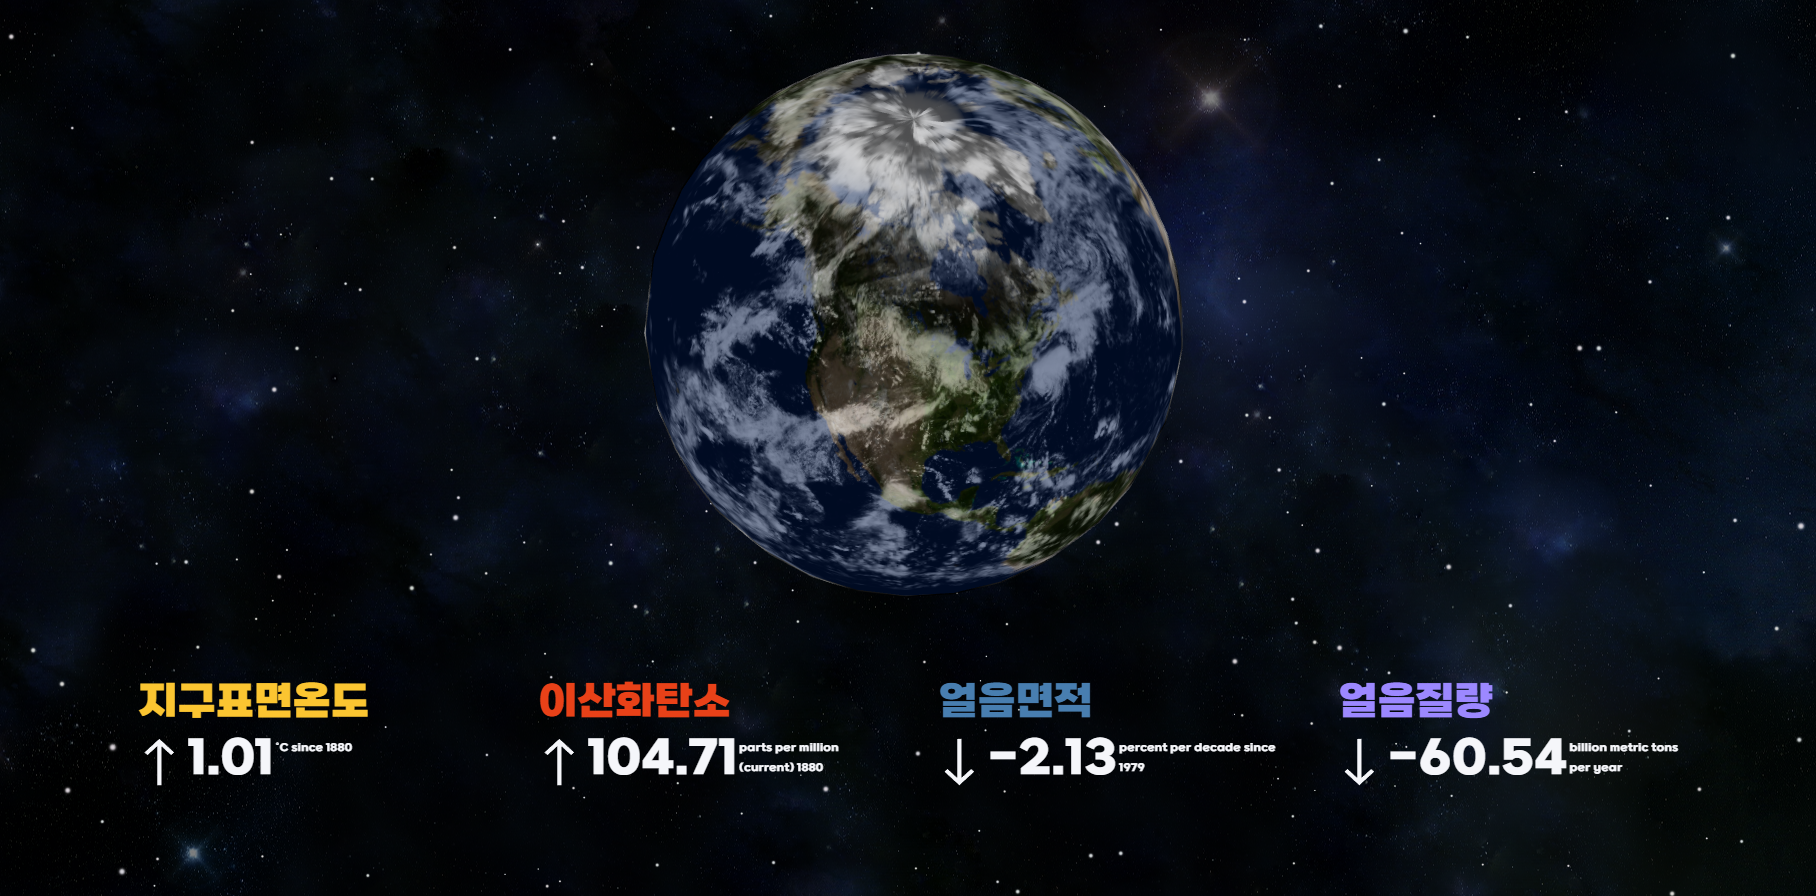 지구표면온도
↑ 1.01 °C since 1880
이산화탄소
↑ 104.71 parts per million
(current) 1880
얼음면적
↓ -2.13 percent per decade since
1979
얼음질량
↓ -60.54 billion metric tons
per year